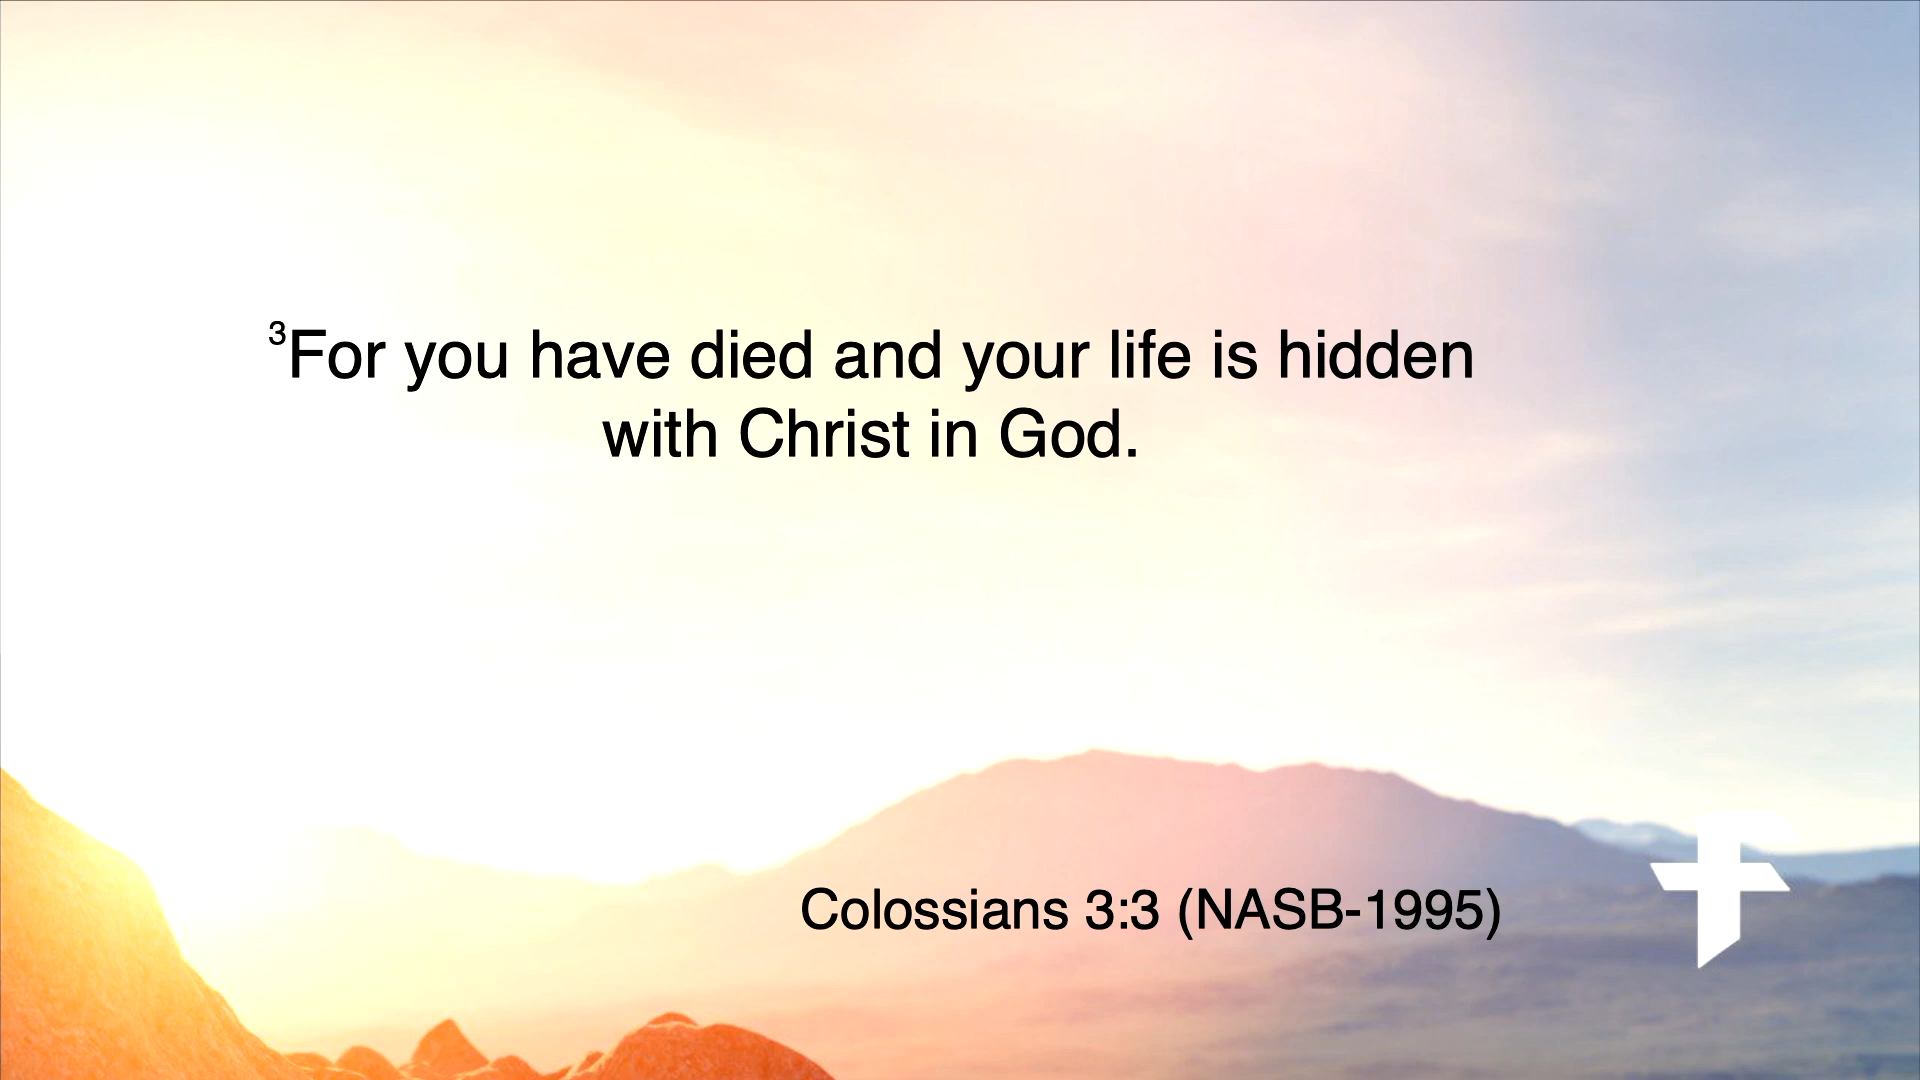 ³For you have died and your life is hidden
with Christ in God.
Colossians 3:3 (NASB-1995)